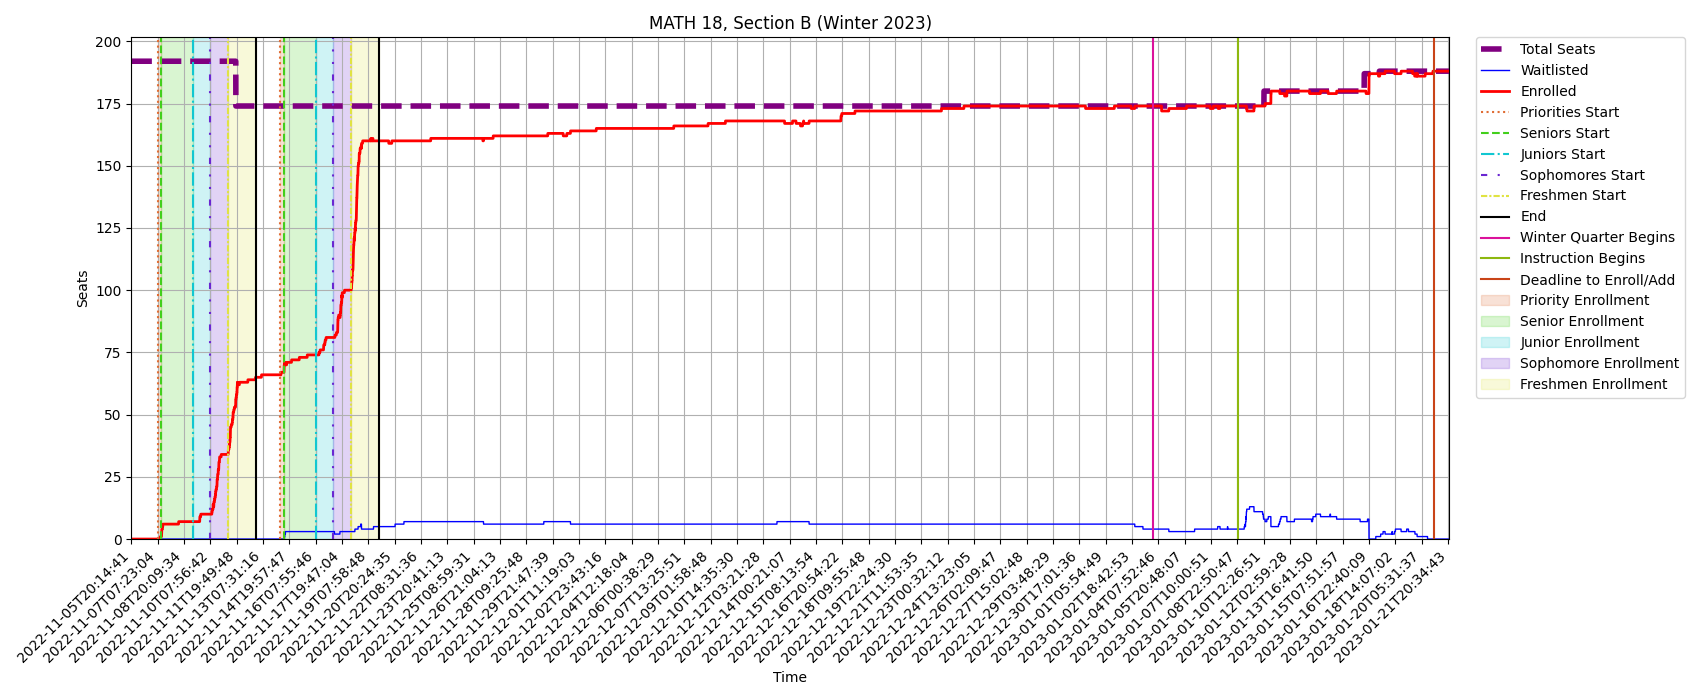 MATH 18, Section B (Winter 2023)
Seats
200
175
150
125
100
75
50
25
0
2022-11-05T20:14:41
2022-11-07T07:23:04
2022-11-08T20:09:34
2022-11-10T07:56:42
2022-11-11T19:49:48
2022-11-13T07:31:16
2022-11-14T19:57:47
2022-11-16T07:55:46
2022-11-17T19:47:04
2022-11-19T07:58:48
2022-11-20T20:24:35
2022-11-22T08:31:36
2022-11-23T20:41:13
2022-11-25T08:59:31
2022-11-26T21:04:13
2022-11-28T09:25:48
2022-11-29T21:47:39
2022-12-01T11:19:03
2022-12-02T23:43:16
2022-12-04T12:18:04
2022-12-06T00:38:29
2022-12-07T13:25:51
2022-12-09T01:58:48
2022-12-10T14:35:30
2022-12-12T03:21:28
2022-12-14T00:21:07
2022-12-15T08:13:54
2022-12-16T20:54:22
2022-12-18T09:55:48
2022-12-19T22:24:30
2022-12-21T11:53:35
2022-12-23T00:32:12
2022-12-24T13:23:05
2022-12-26T02:09:47
2022-12-27T15:02:48
2022-12-29T03:48:29
2022-12-30T17:01:36
2023-01-01T05:54:49
2023-01-02T18:42:53
2023-01-04T07:52:46
2023-01-05T20:48:07
2023-01-07T10:00:51
2023-01-08T22:50:47
2023-01-10T12:26:51
2023-01-12T02:59:28
2023-01-13T16:41:50
2023-01-15T07:51:57
2023-01-16T22:40:09
2023-01-18T14:07:02
2023-01-20T05:31:37
2023-01-21T20:34:43
Time
Total Seats
Waitlisted
Enrolled
Priorities Start
Seniors Start
Juniors Start
Sophomores Start
Freshmen Start
End
Winter Quarter Begins
Instruction Begins
Deadline to Enroll/Add
Priority Enrollment
Senior Enrollment
Junior Enrollment
Sophomore Enrollment
Freshmen Enrollment